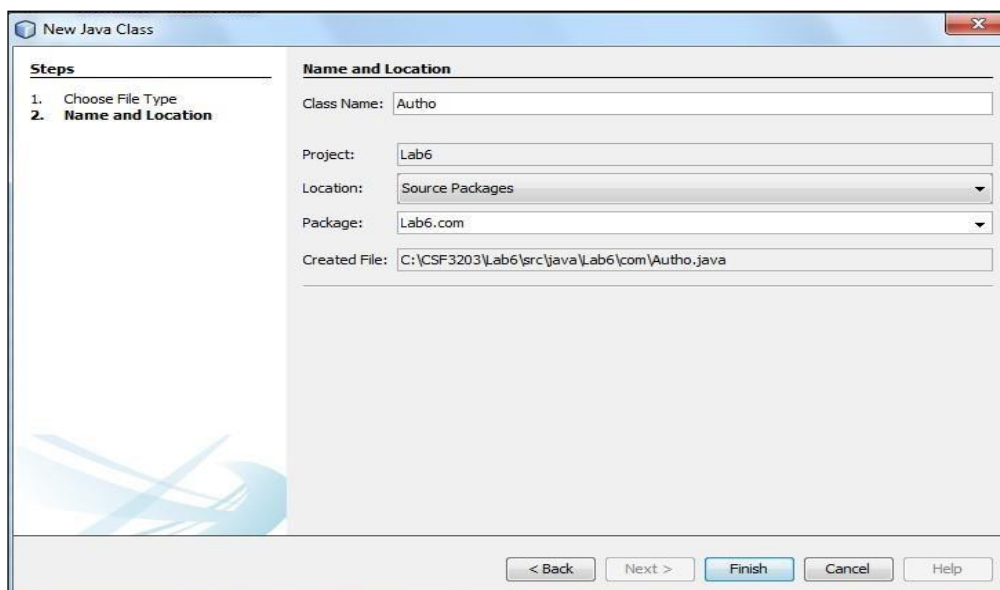 New Java Class
Steps
1. Choose File Type
2. Name and Location
Name and Location
Class Name: Autho
Project: Lab6
Location: Source Packages
Package: Lab6.com
Created File: C:\CSF3203\Lab6\src\java\Lab6\com\Autho.java
< Back Next > Finish Cancel Help